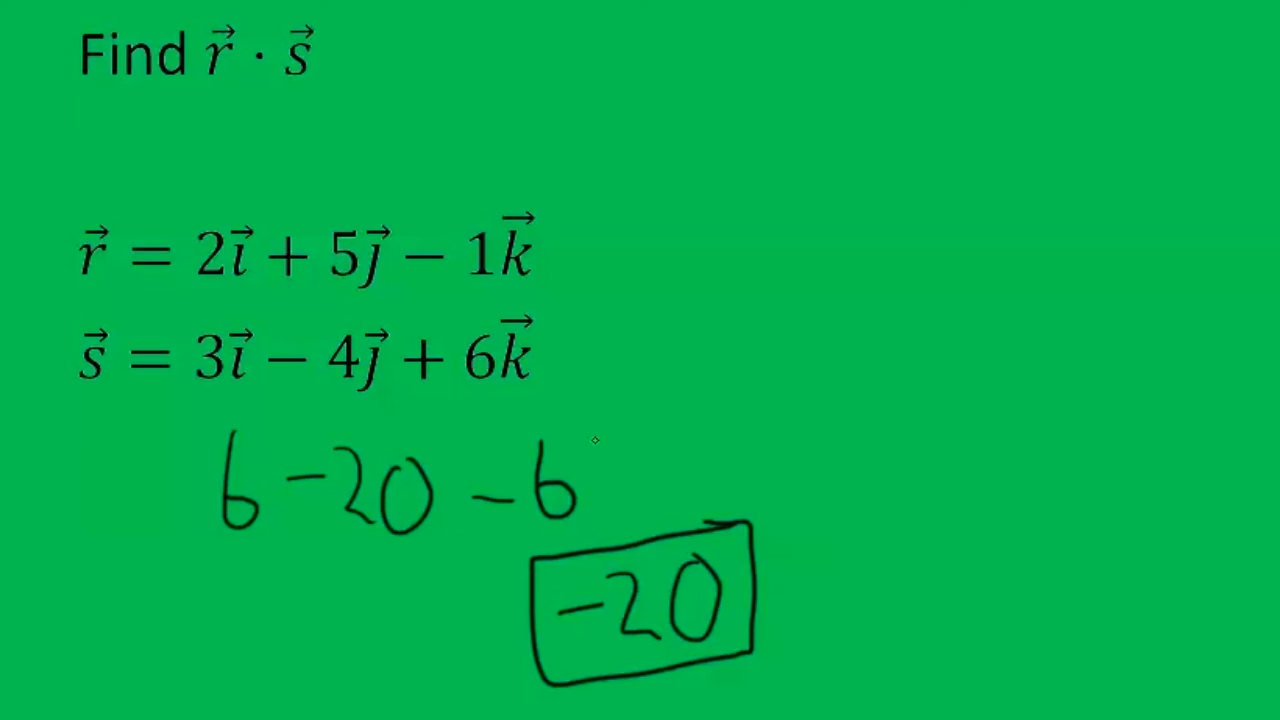 Find r⃗ · s⃗
r⃗ = 2i⃗ + 5j⃗ − 1k⃗
s⃗ = 3i⃗ − 4j⃗ + 6k⃗
6 − 20 − 6
−20